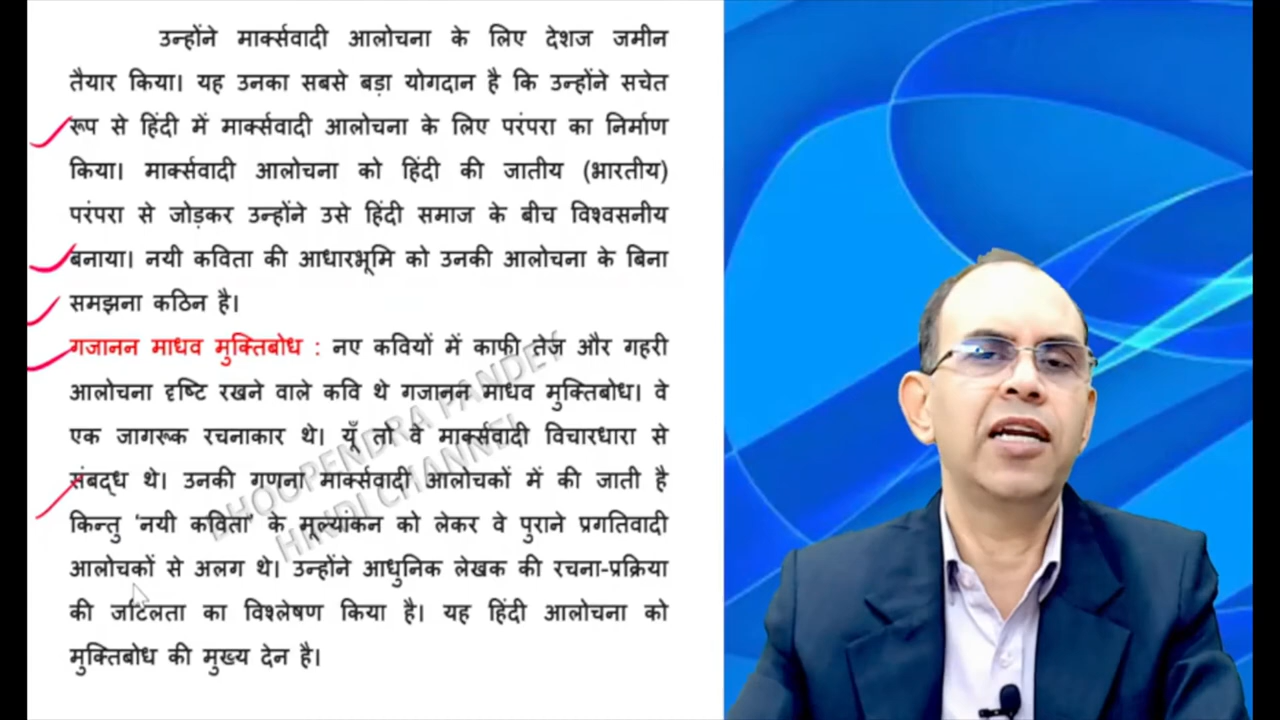 उन्होंने मार्क्सवादी आलोचना के लिए देशज जमीन
तैयार किया। यह उनका सबसे बड़ा योगदान है कि उन्होंने सचेत
रूप से हिंदी में मार्क्सवादी आलोचना के लिए परंपरा का निर्माण
किया। मार्क्सवादी आलोचना को हिंदी की जातीय (भारतीय)
परंपरा से जोड़कर उन्होंने उसे हिंदी समाज के बीच विश्वसनीय
बनाया। नयी कविता की आधारभूमि को उनकी आलोचना के बिना
समझना कठिन है।
गजानन माधव मुक्तिबोध : नए कवियों में काफी तेज और गहरी
आलोचना दृष्टि रखने वाले कवि थे गजानन माधव मुक्तिबोध। वे
एक जागरूक रचनाकार थे। यूँ तो वे मार्क्सवादी विचारधारा से
संबद्ध थे। उनकी गणना मार्क्सवादी आलोचकों में की जाती है
किन्तु 'नयी कविता' के मूल्यांकन को लेकर वे पुराने प्रगतिवादी
आलोचकों से अलग थे। उन्होंने आधुनिक लेखक की रचना-प्रक्रिया
की जटिलता का विश्लेषण किया है। यह हिंदी आलोचना को
मुक्तिबोध की मुख्य देन है।
BHOOPENDRA PANDEY
HINDI CHANNEL